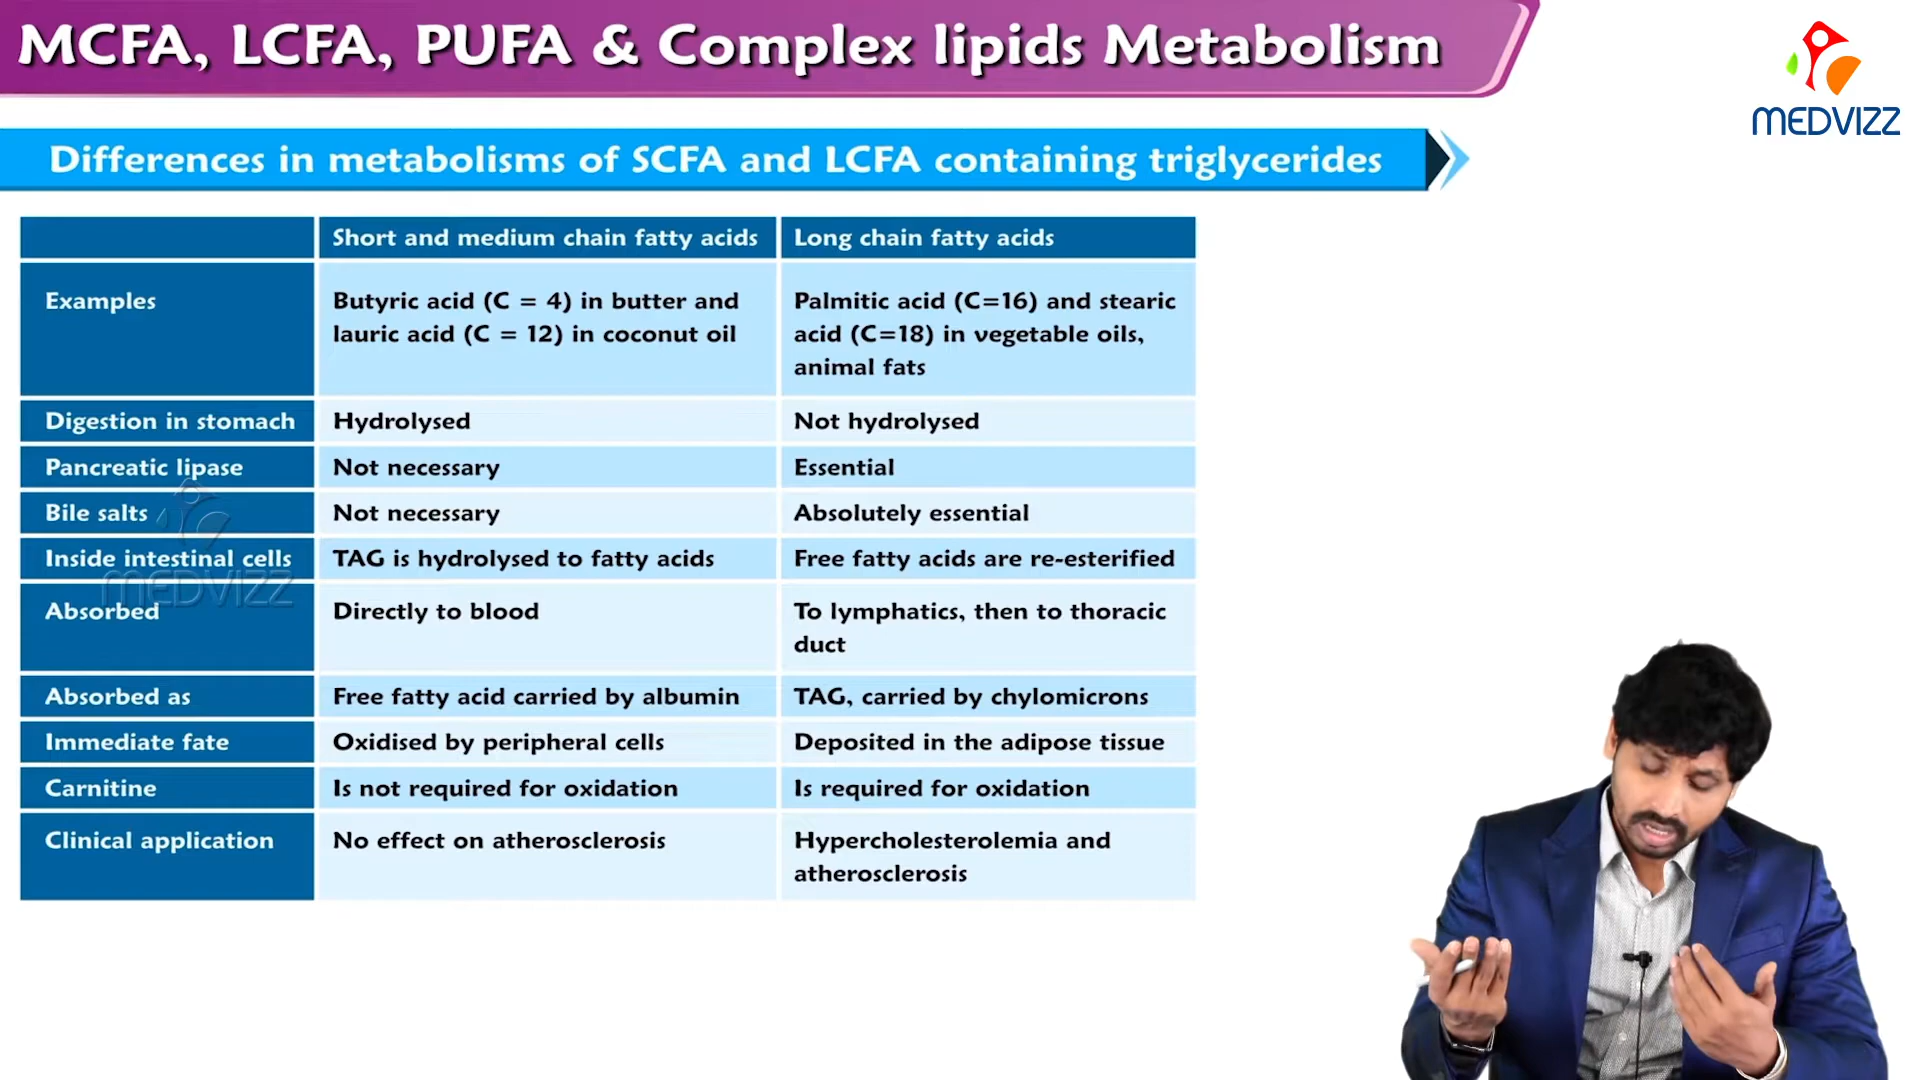 MCFA, LCFA, PUFA & Complex lipids Metabolism
MEDVIZZ
Differences in metabolisms of SCFA and LCFA containing triglycerides
Short and medium chain fatty acids
Long chain fatty acids
Examples
Butyric acid (C = 4) in butter and
lauric acid (C = 12) in coconut oil
Palmitic acid (C=16) and stearic
acid (C=18) in vegetable oils,
animal fats
Digestion in stomach
Hydrolysed
Not hydrolysed
Pancreatic lipase
Not necessary
Essential
Bile salts
Not necessary
Absolutely essential
Inside intestinal cells
TAG is hydrolysed to fatty acids
Free fatty acids are re-esterified
MEDVIZZ
Absorbed
Directly to blood
To lymphatics, then to thoracic
duct
Absorbed as
Free fatty acid carried by albumin
TAG, carried by chylomicrons
Immediate fate
Oxidised by peripheral cells
Deposited in the adipose tissue
Carnitine
Is not required for oxidation
Is required for oxidation
Clinical application
No effect on atherosclerosis
Hypercholesterolemia and
atherosclerosis